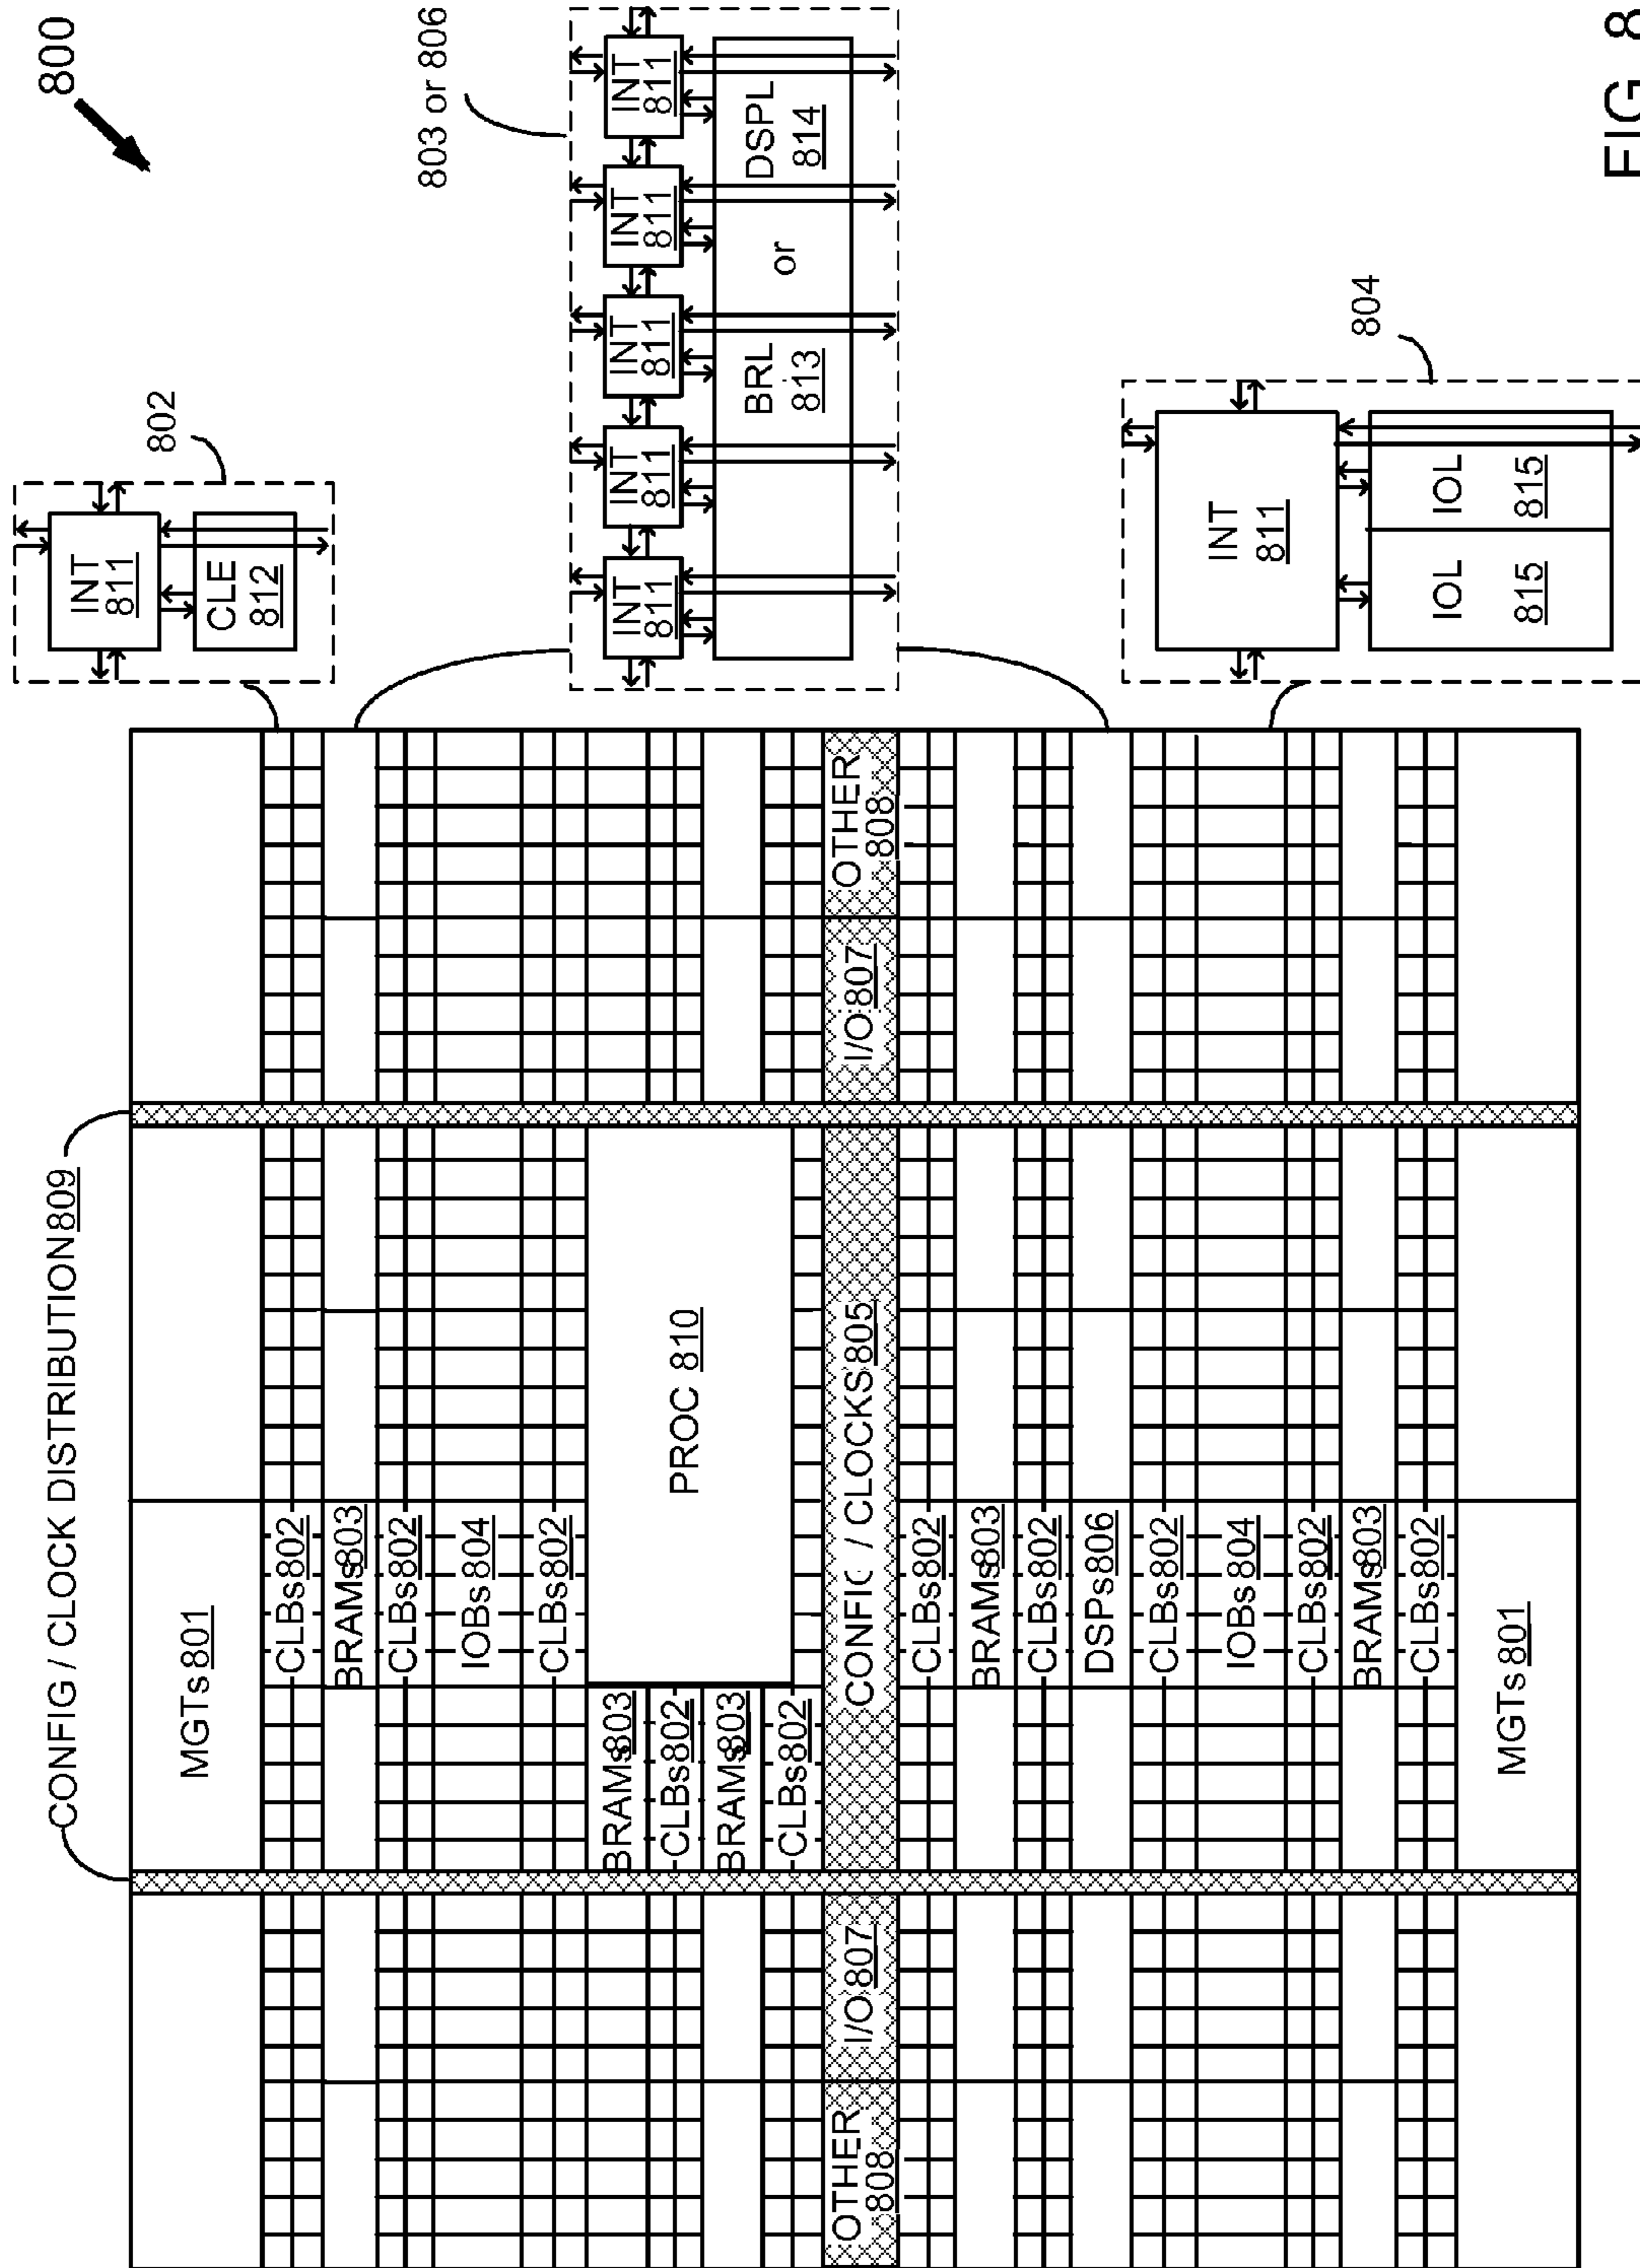 800
CONFIG / CLOCK DISTRIBUTION 809
MGTs 801
CLBs 802
BRAMs 803
CLBs 802
IOBs 804
CLBs 802
BRAMs 803
CLBs 802
BRAMs 803
CLBs 802
PROC 810
OTHER
808
I/O 807
CONFIG / CLOCKS 805
I/O 807
OTHER
808
CLBs 802
BRAMs 803
CLBs 802
DSPs 806
CLBs 802
IOBs 804
CLBs 802
BRAMs 803
CLBs 802
MGTs 801
802
INT
811
CLE
812
803 or 806
INT
811
INT
811
INT
811
INT
811
INT
811
BRL
813
or
DSPL
814
804
INT
811
IOL
815
IOL
815
FIG. 8